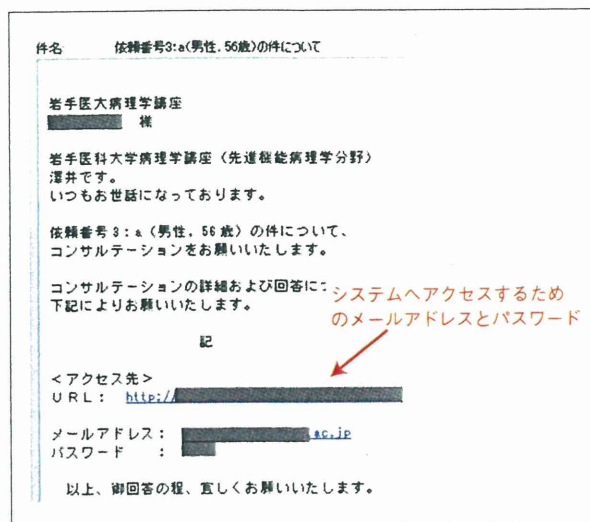 件名: 依頼番号3:a(男性.56歳)の件について
岩手医大病理学講座
様
岩手医科大学病理学講座(先進機能病理学分野)
澤井です。
いつもお世話になっております。
依頼番号3:a(男性,56歳)の件について、
コンサルテーションをお願いいたします。
コンサルテーションの詳細および回答に
下記によりお願いいたします。
システムへアクセスするため
のメールアドレスとパスワード
記
<アクセス先>
URL: http:/
メールアドレス: ac.jp
パスワード :
以上、御回答の程、宜しくお願いいたします。